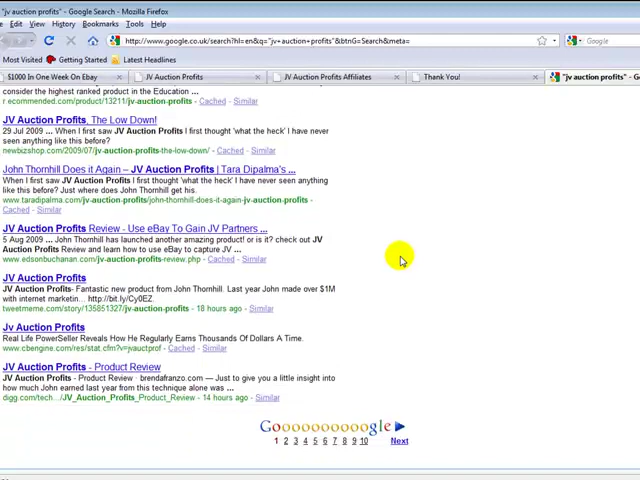 "jv auction profits" - Google Search - Mozilla Firefox
Edit View History Bookmarks Tools Help
http://www.google.co.uk/search?hl=en&q="jv+auction+profits"&btnG=Search&meta=
Google
Most Visited Getting Started Latest Headlines
$1000 In One Week On Ebay JV Auction Profits JV Auction Profits Affiliates Thank You! "jv auction profits" - Go
consider the highest ranked product in the Education ...
r.ecommended.com/product/13211/jv-auction-profits - Cached - Similar
JV Auction Profits, The Low Down!
29 Jul 2009 ... When I first saw JV Auction Profits I first thought 'what the heck' I have never
seen anything like this before?
newbizshop.com/2009/07/jv-auction-profits-the-low-down/ - Cached - Similar
John Thornhill Does it Again – JV Auction Profits | Tara Dipalma's ...
When I first saw JV Auction Profits I first thought 'what the heck' I have never seen
anything like this before? Just where does John Thornhill get his.
www.taradipalma.com/jv-auction-profits/john-thornhill-does-it-again-jv-auction-profits -
Cached - Similar
JV Auction Profits Review - Use eBay To Gain JV Partners ...
5 Aug 2009 ... John Thornhill has launched another amazing product! or is it? check out JV
Auction Profits Review and learn how to use eBay to capture JV ...
www.edsonbuchanan.com/jv-auction-profits-review.php - Cached - Similar
JV Auction Profits
JV Auction Profits- Fantastic new product from John Thornhill. Last year John made over $1M
with internet marketin... http://bit.ly/Cy0EZ.
tweetmeme.com/story/135851327/jv-auction-profits - 18 hours ago - Similar
Jv Auction Profits
Real Life PowerSeller Reveals How He Regularly Earns Thousands Of Dollars A Time.
www.cbengine.com/res/stat.cfm?v=jvauctprof - Cached - Similar
JV Auction Profits - Product Review
JV Auction Profits - Product Review · brendafranzo.com — Just to give you a little insight into
how much John earned last year from this technique alone was ...
digg.com/tech.../JV_Auction_Profits_Product_Review - 14 hours ago - Similar
Goooooooooogle
1 2 3 4 5 6 7 8 9 10 Next